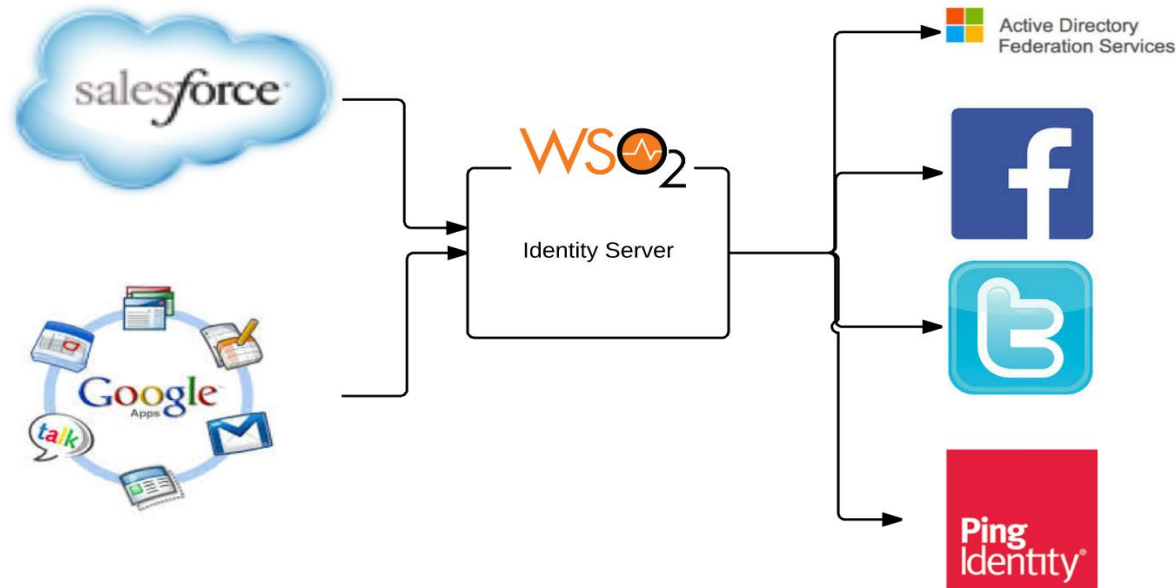 salesforce
Google
Apps
talk
WSO2
Identity Server
Active Directory
Federation Services
f
t
Ping
Identity®